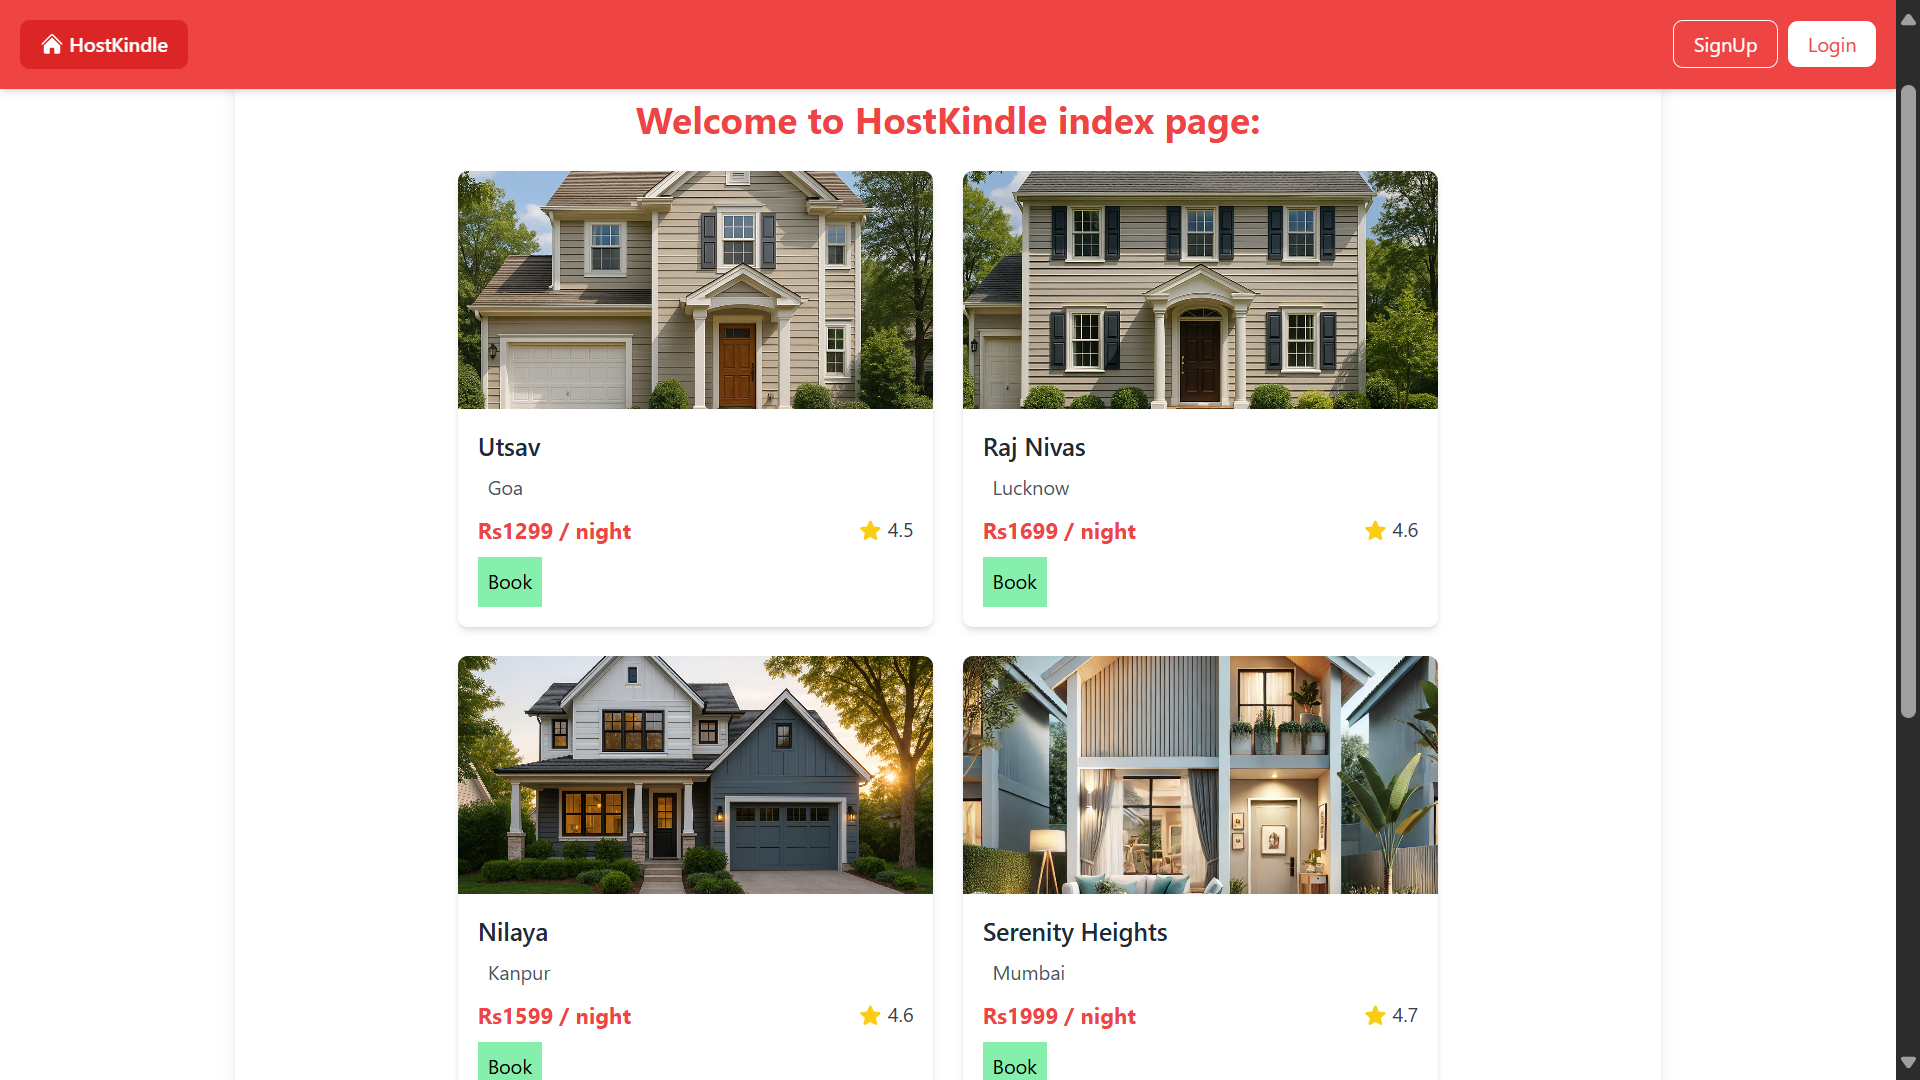 HostKindle
SignUp
Login
Welcome to HostKindle index page:
Utsav
Goa
Rs1299 / night
4.5
Book
Raj Nivas
Lucknow
Rs1699 / night
4.6
Book
Nilaya
Kanpur
Rs1599 / night
4.6
Book
Serenity Heights
Mumbai
Rs1999 / night
4.7
Book